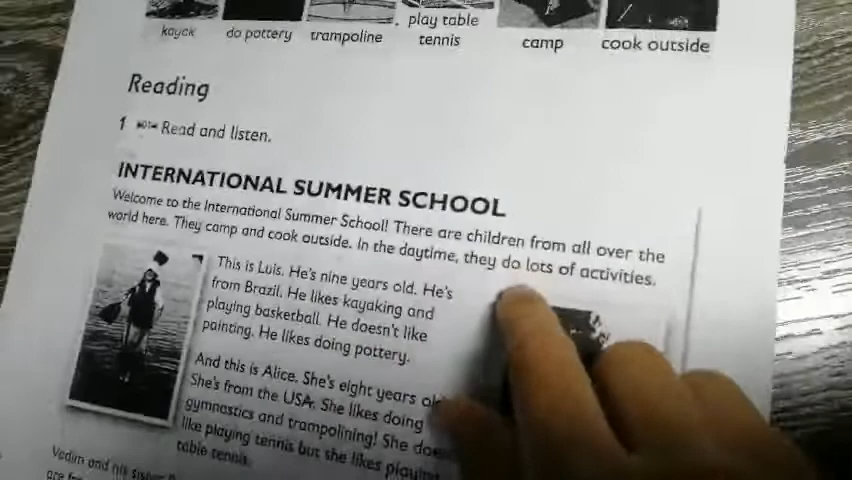 kayak do pottery trampoline play table tennis camp cook outside
Reading
1 Read and listen.
INTERNATIONAL SUMMER SCHOOL
Welcome to the International Summer School! There are children from all over the
world here. They camp and cook outside. In the daytime, they do lots of activities.
This is Luis. He's nine years old. He's
from Brazil. He likes kayaking and
playing basketball. He doesn't like
painting. He likes doing pottery.
And this is Alice. She's eight years
She's from the USA. She likes doing
gymnastics and trampolining! She
like playing tennis but she likes
table tennis.
Vadim and his sister
are